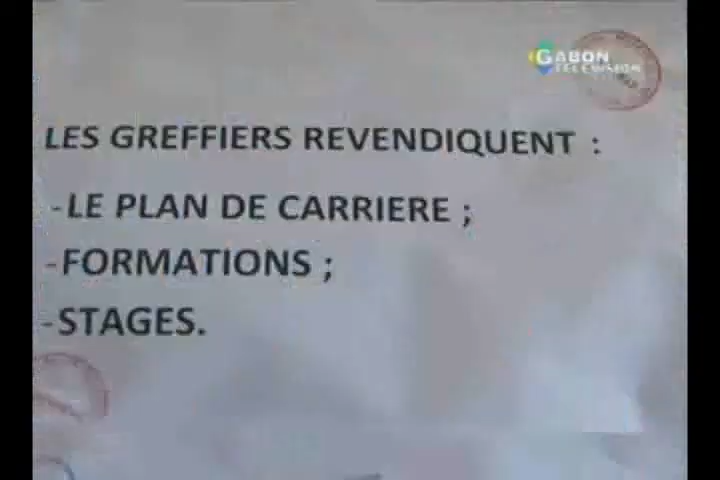 GABON
TELEVISION
LES GREFFIERS REVENDIQUENT :
-LE PLAN DE CARRIERE ;
-FORMATIONS ;
-STAGES.